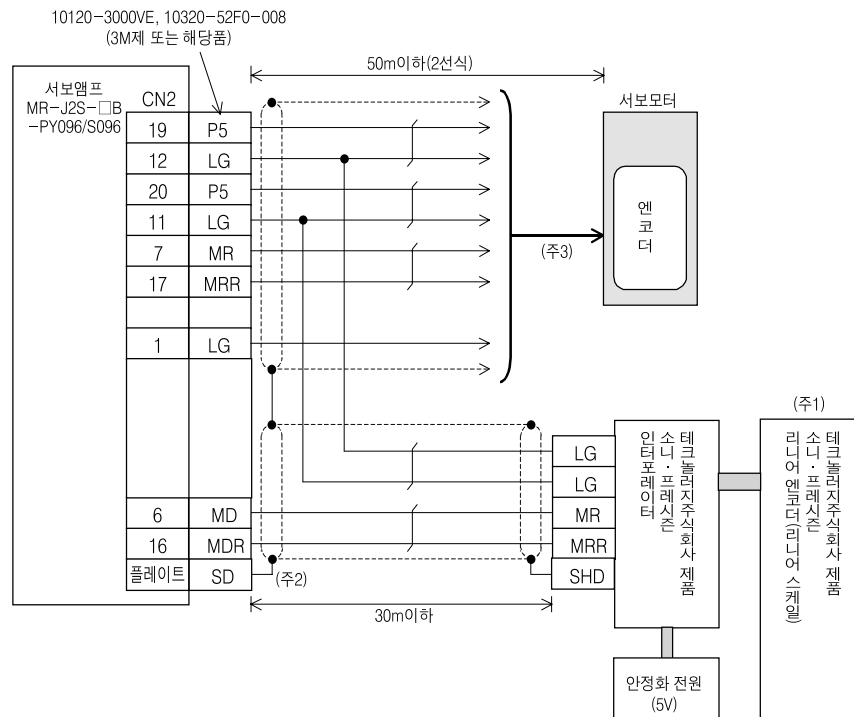 10120-3000VE, 10320-52F0-008
(3M제 또는 해당품)
50m이하(2선식)
서보앰프
MR-J2S-□B
-PY096/S096
CN2
19 P5
12 LG
20 P5
11 LG
7 MR
17 MRR
1 LG
6 MD
16 MDR
플레이트 SD
(주2)
서보모터
엔코더
(주3)
30m이하
LG
LG
MR
MRR
SHD
테크놀러지주식회사 제품
소니·프레시즌
인터포레이터
(주1)
테크놀러지주식회사 제품
소니·프레시즌
리니어 엔코더(리니어 스케일)
안정화 전원
(5V)